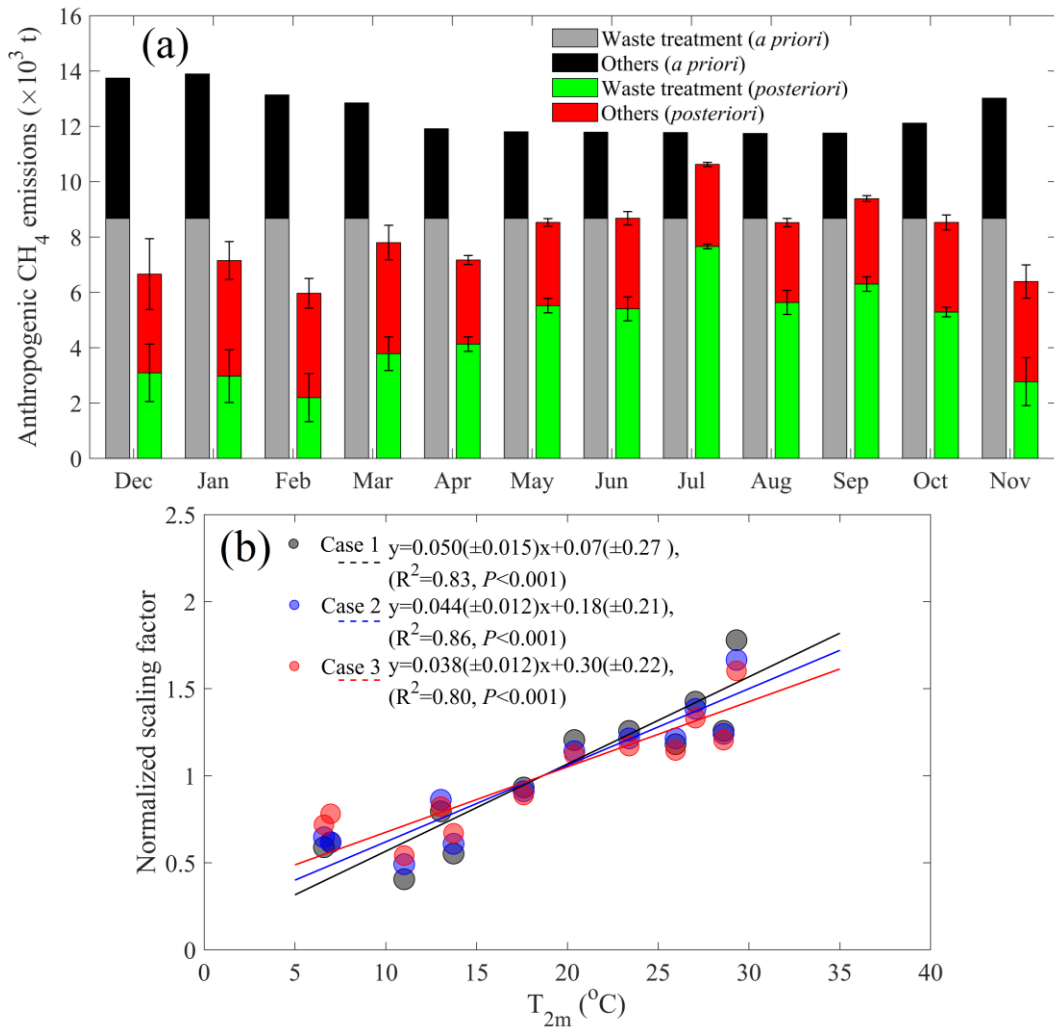 (a)
Waste treatment (a priori)
Others (a priori)
Waste treatment (posteriori)
Others (posteriori)
Anthropogenic CH4 emissions (×10^3 t)
16
14
12
10
8
6
4
2
0
Dec Jan Feb Mar Apr May Jun Jul Aug Sep Oct Nov
(b)
Case 1 y=0.050(±0.015)x+0.07(±0.27 ),
(R^2=0.83, P<0.001)
Case 2 y=0.044(±0.012)x+0.18(±0.21),
(R^2=0.86, P<0.001)
Case 3 y=0.038(±0.012)x+0.30(±0.22),
(R^2=0.80, P<0.001)
Normalized scaling factor
2.5
2
1.5
1
0.5
0
0 5 10 15 20 25 30 35 40
T2m (°C)